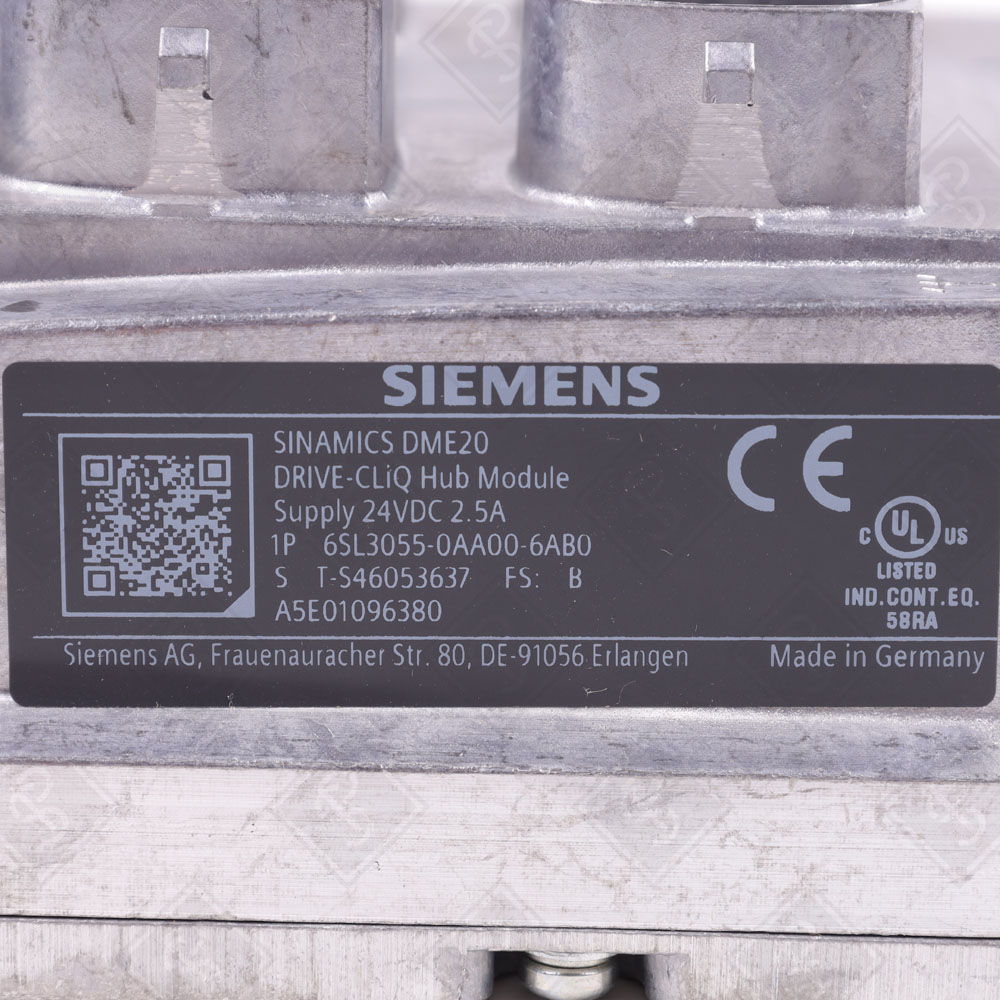 SIEMENS
SINAMICS DME20
DRIVE-CLiQ Hub Module
Supply 24VDC 2.5A
1P 6SL3055-0AA00-6AB0
S T-S46053637 FS: B
A5E01096380
CE
C UL US
LISTED
IND.CONT.EQ.
58RA
Siemens AG, Frauenauracher Str. 80, DE-91056 Erlangen Made in Germany